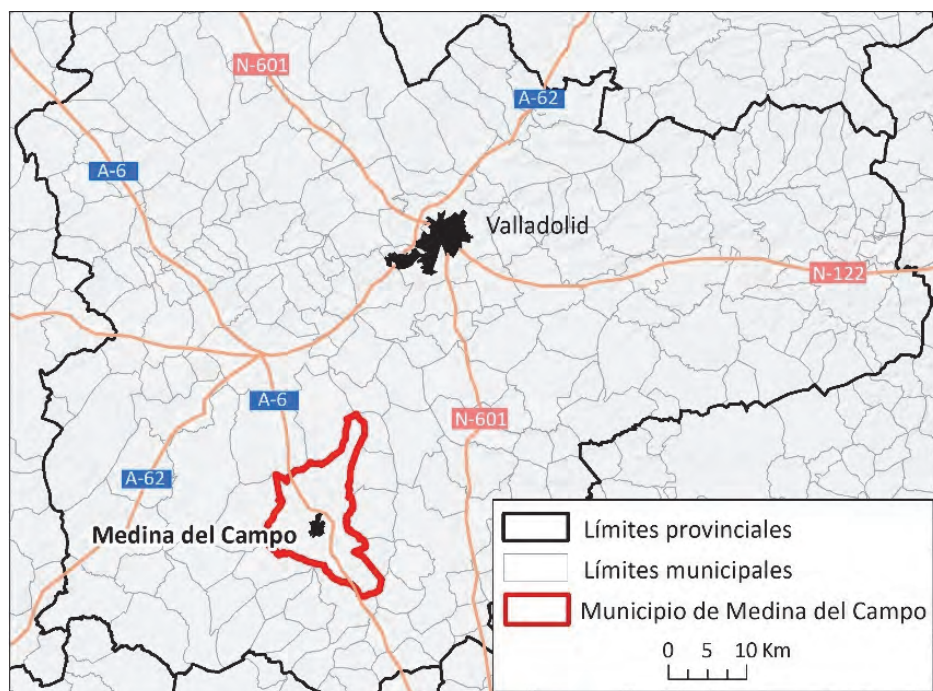 N-601
A-62
A-6
Valladolid
N-122
A-6
N-601
A-62
Medina del Campo
Límites provinciales
Límites municipales
Municipio de Medina del Campo
0 5 10 Km